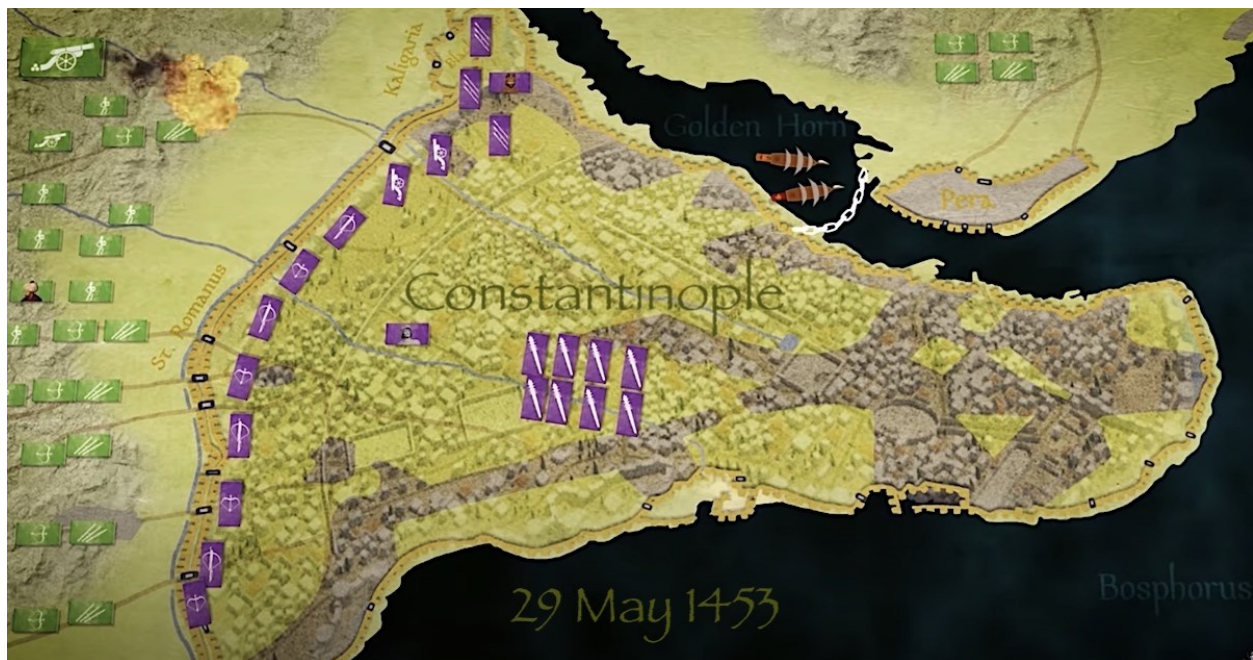 Kaligaria
Golden Horn
Pera
St. Romanus
Constantinople
29 May 1453
Bosphorus